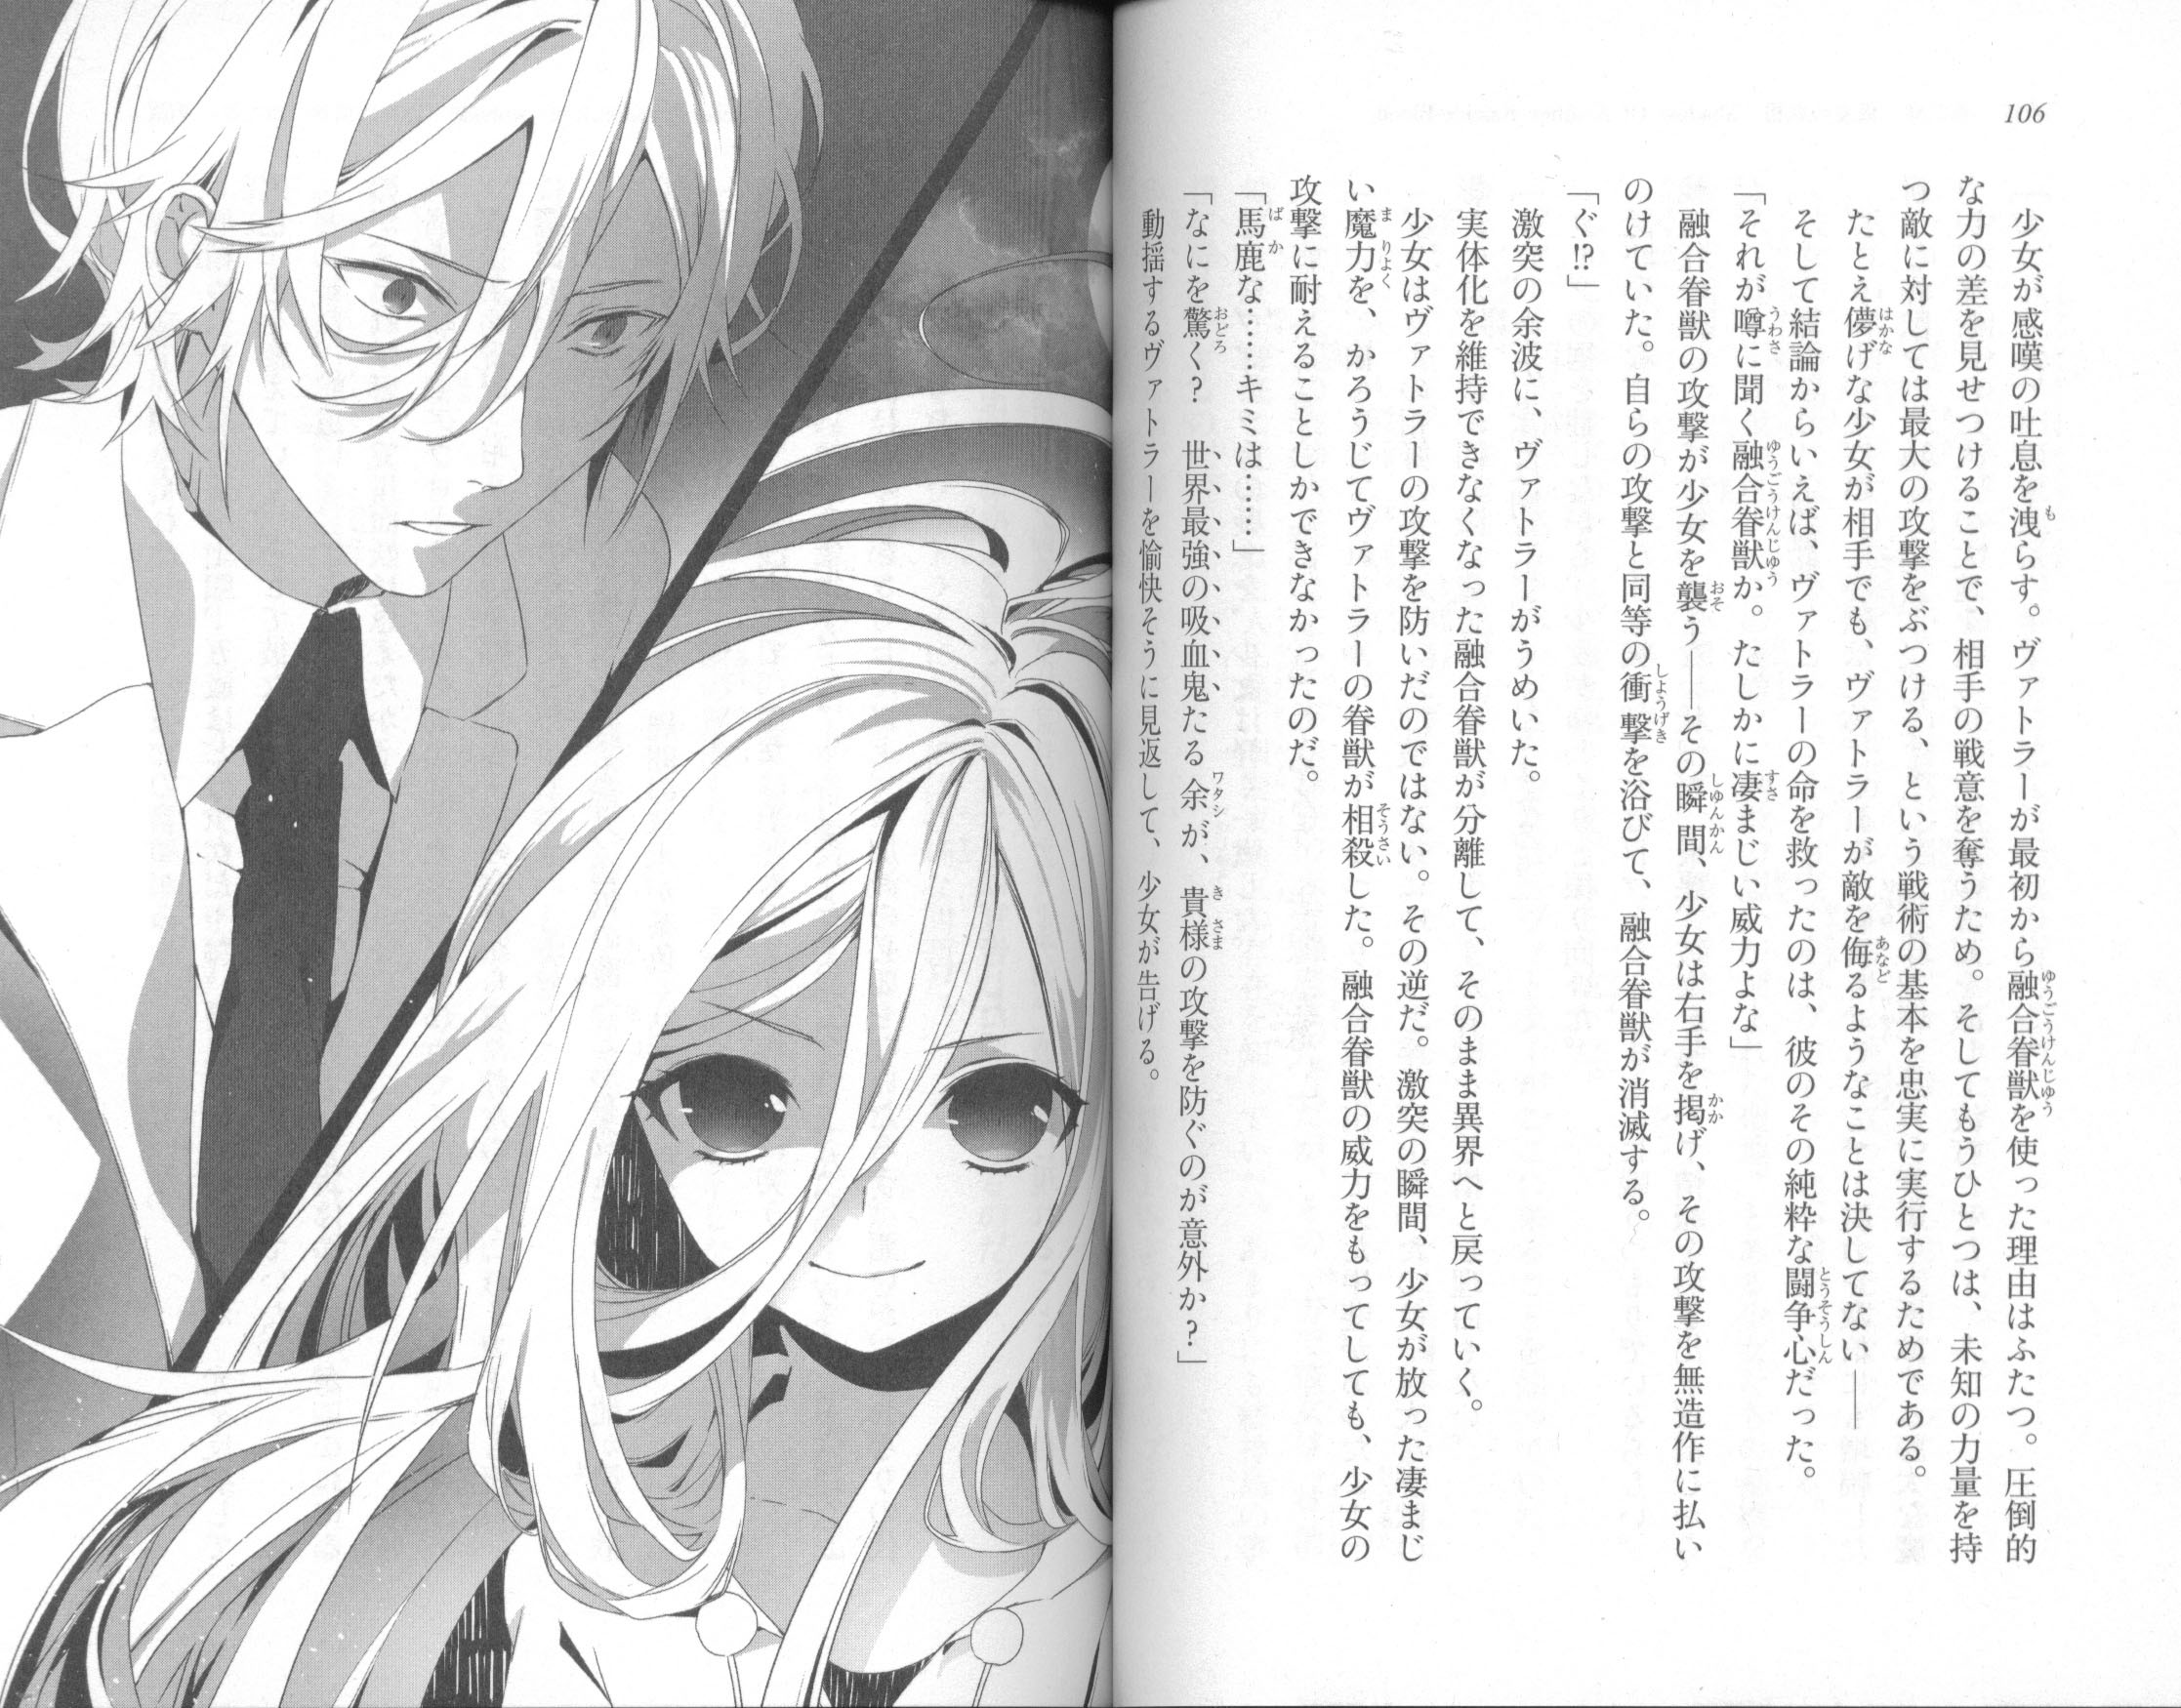 106
少女が感嘆の吐息を洩らす。ヴァトラーが最初から融合眷獣を使った理由はふたつ。圧倒的
な力の差を見せつけることで、相手の戦意を奪うため。そしてもうひとつは、未知の力量を持
つ敵に対しては最大の攻撃をぶつける、という戦術の基本を忠実に実行するためである。
たとえ儚げな少女が相手でも、ヴァトラーが敵を侮るようなことは決してない――
そして結論からいえば、ヴァトラーの命を救ったのは、彼のその純粋な闘争心だった。
「それが噂に聞く融合眷獣か。たしかに凄まじい威力よな」
融合眷獣の攻撃が少女を襲う――その瞬間、少女は右手を掲げ、その攻撃を無造作に払い
のけていた。自らの攻撃と同等の衝撃を浴びて、融合眷獣が消滅する。
「ぐ!?」
激突の余波に、ヴァトラーがうめいた。
実体化を維持できなくなった融合眷獣が分離して、そのまま異界へと戻っていく。
少女はヴァトラーの攻撃を防いだのではない。その逆だ。激突の瞬間、少女が放った凄まじ
い魔力を、かろうじてヴァトラーの眷獣が相殺した。融合眷獣の威力をもってしても、少女の
攻撃に耐えることしかできなかったのだ。
「馬鹿な……キミは……」
「なにを驚く? 世界最強の吸血鬼たる余が、貴様の攻撃を防ぐのが意外か?」
動揺するヴァトラーを愉快そうに見返して、少女が告げる。